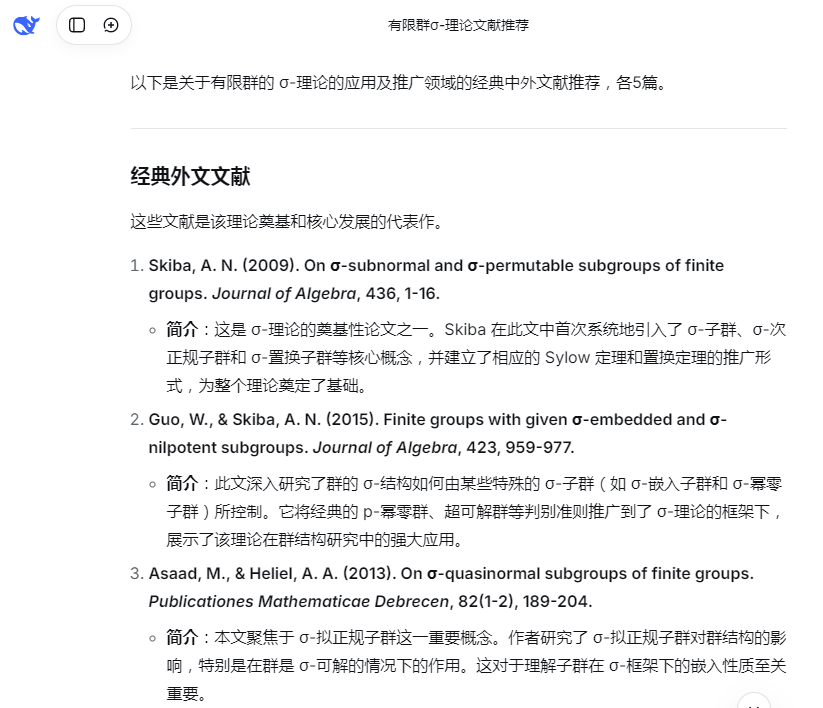 有限群σ-理论文献推荐
以下是关于有限群的 σ-理论的应用及推广领域的经典中外文献推荐，各5篇。
经典外文文献
这些文献是该理论奠基和核心发展的代表作。
1. Skiba, A. N. (2009). On σ-subnormal and σ-permutable subgroups of finite
groups. Journal of Algebra, 436, 1-16.
简介：这是 σ-理论的奠基性论文之一。Skiba 在此文中首次系统地引入了 σ-子群、σ-次
正规子群和 σ-置换子群等核心概念，并建立了相应的 Sylow 定理和置换定理的推广形
式，为整个理论奠定了基础。
2. Guo, W., & Skiba, A. N. (2015). Finite groups with given σ-embedded and σ-
nilpotent subgroups. Journal of Algebra, 423, 959-977.
简介：此文深入研究了群的 σ-结构如何由某些特殊的 σ-子群（如 σ-嵌入子群和 σ-幂零
子群）所控制。它将经典的 p-幂零群、超可解群等判别准则推广到了 σ-理论的框架下，
展示了该理论在群结构研究中的强大应用。
3. Asaad, M., & Heliel, A. A. (2013). On σ-quasinormal subgroups of finite groups.
Publicationes Mathematicae Debrecen, 82(1-2), 189-204.
简介：本文聚焦于 σ-拟正规子群这一重要概念。作者研究了 σ-拟正规子群对群结构的影
响，特别是在群是 σ-可解的情况下的作用。这对于理解子群在 σ-框架下的嵌入性质至关
重要。